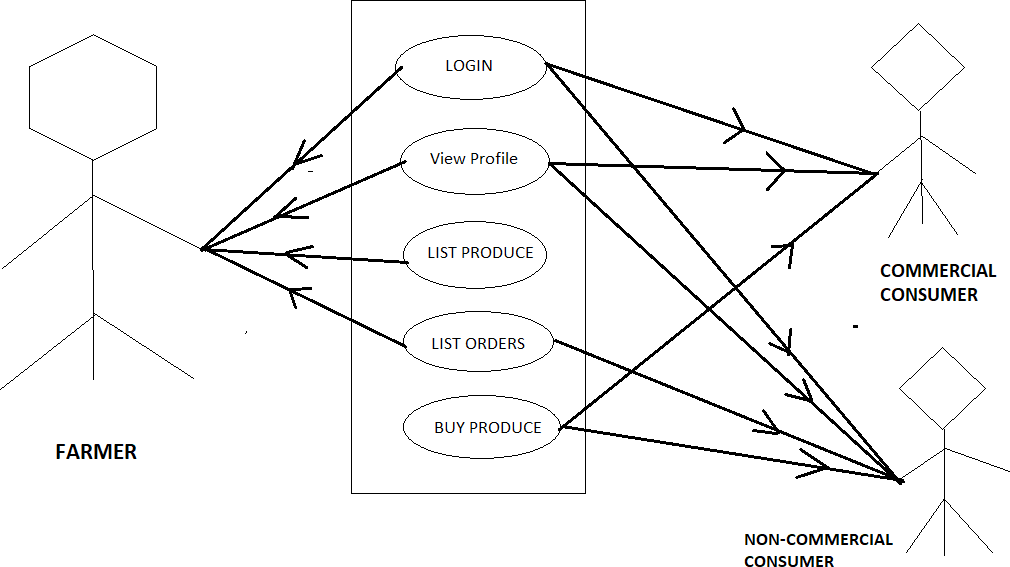 LOGIN
View Profile
LIST PRODUCE
LIST ORDERS
BUY PRODUCE
FARMER
COMMERCIAL
CONSUMER
NON-COMMERCIAL
CONSUMER